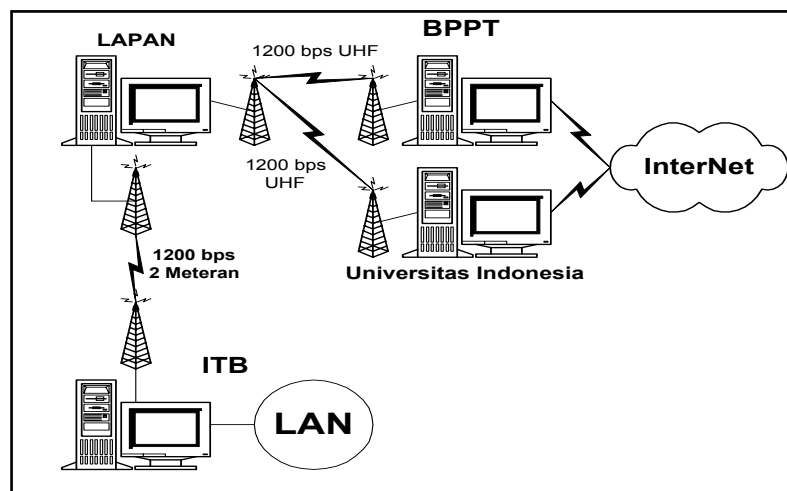 LAPAN
1200 bps UHF
BPPT
1200 bps
UHF
InterNet
Universitas Indonesia
1200 bps
2 Meteran
ITB
LAN